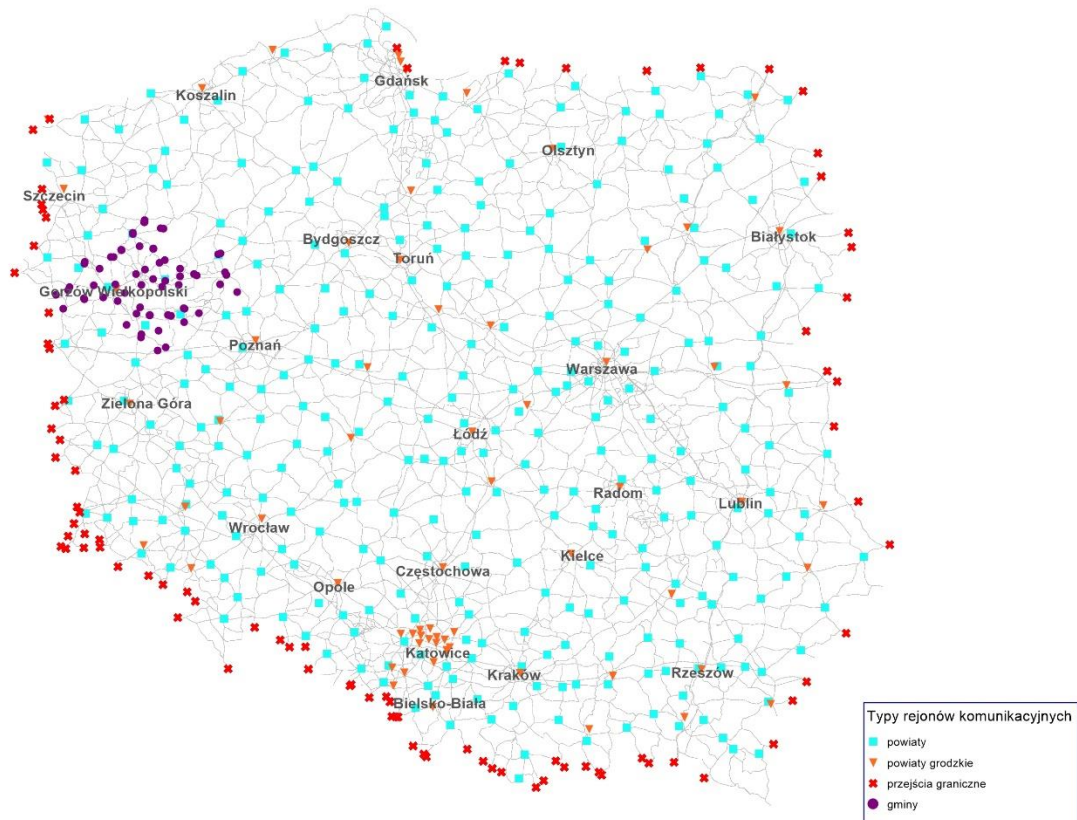 Gdańsk
Koszalin
Olsztyn
Szczecin
Bydgoszcz
Białystok
Toruń
Gorzów Wielkopolski
Poznań
Warszawa
Zielona Góra
Łódź
Radom
Lublin
Wrocław
Kielce
Częstochowa
Opole
Katowice
Kraków
Rzeszów
Bielsko-Biała
Typy rejonów komunikacyjnych
powiaty
powiaty grodzkie
przejścia graniczne
gminy